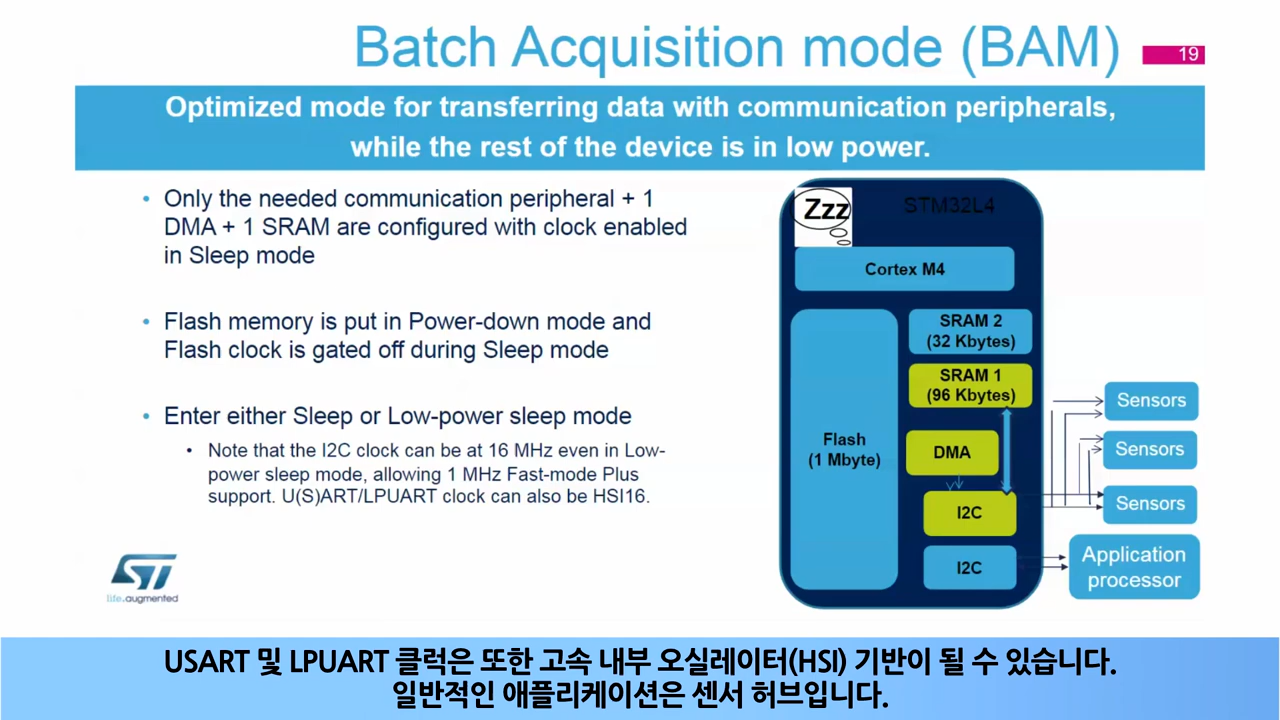 Batch Acquisition mode (BAM)
19
Optimized mode for transferring data with communication peripherals,
while the rest of the device is in low power.
• Only the needed communication peripheral + 1
DMA + 1 SRAM are configured with clock enabled
in Sleep mode
• Flash memory is put in Power-down mode and
Flash clock is gated off during Sleep mode
• Enter either Sleep or Low-power sleep mode
• Note that the I2C clock can be at 16 MHz even in Low-
power sleep mode, allowing 1 MHz Fast-mode Plus
support. U(S)ART/LPUART clock can also be HSI16.
Zzz
STM32L4
Cortex M4
Flash
(1 Mbyte)
SRAM 2
(32 Kbytes)
SRAM 1
(96 Kbytes)
DMA
I2C
I2C
Sensors
Sensors
Sensors
Application
processor
ST
life.augmented
USART 및 LPUART 클럭은 또한 고속 내부 오실레이터(HSI) 기반이 될 수 있습니다.
일반적인 애플리케이션은 센서 허브입니다.